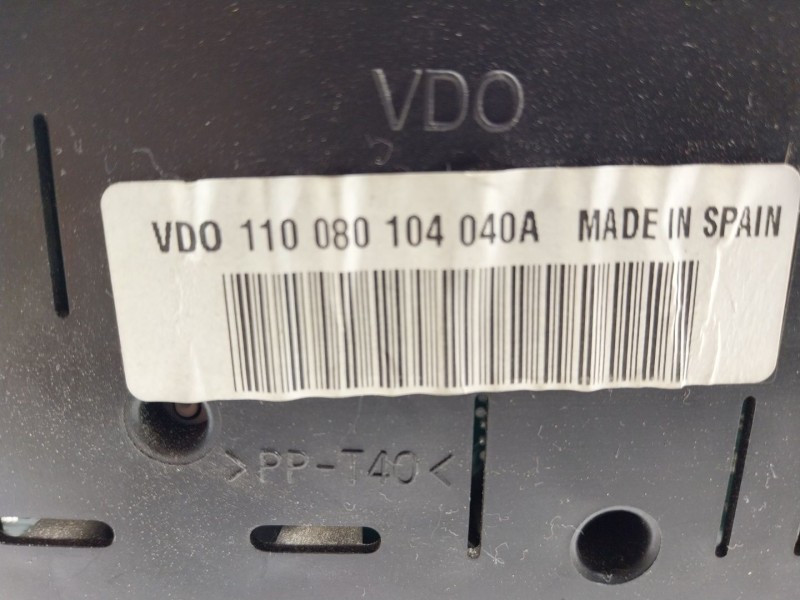 VDO
VDO 110 080 104 040A MADE IN SPAIN
>PP-T40<